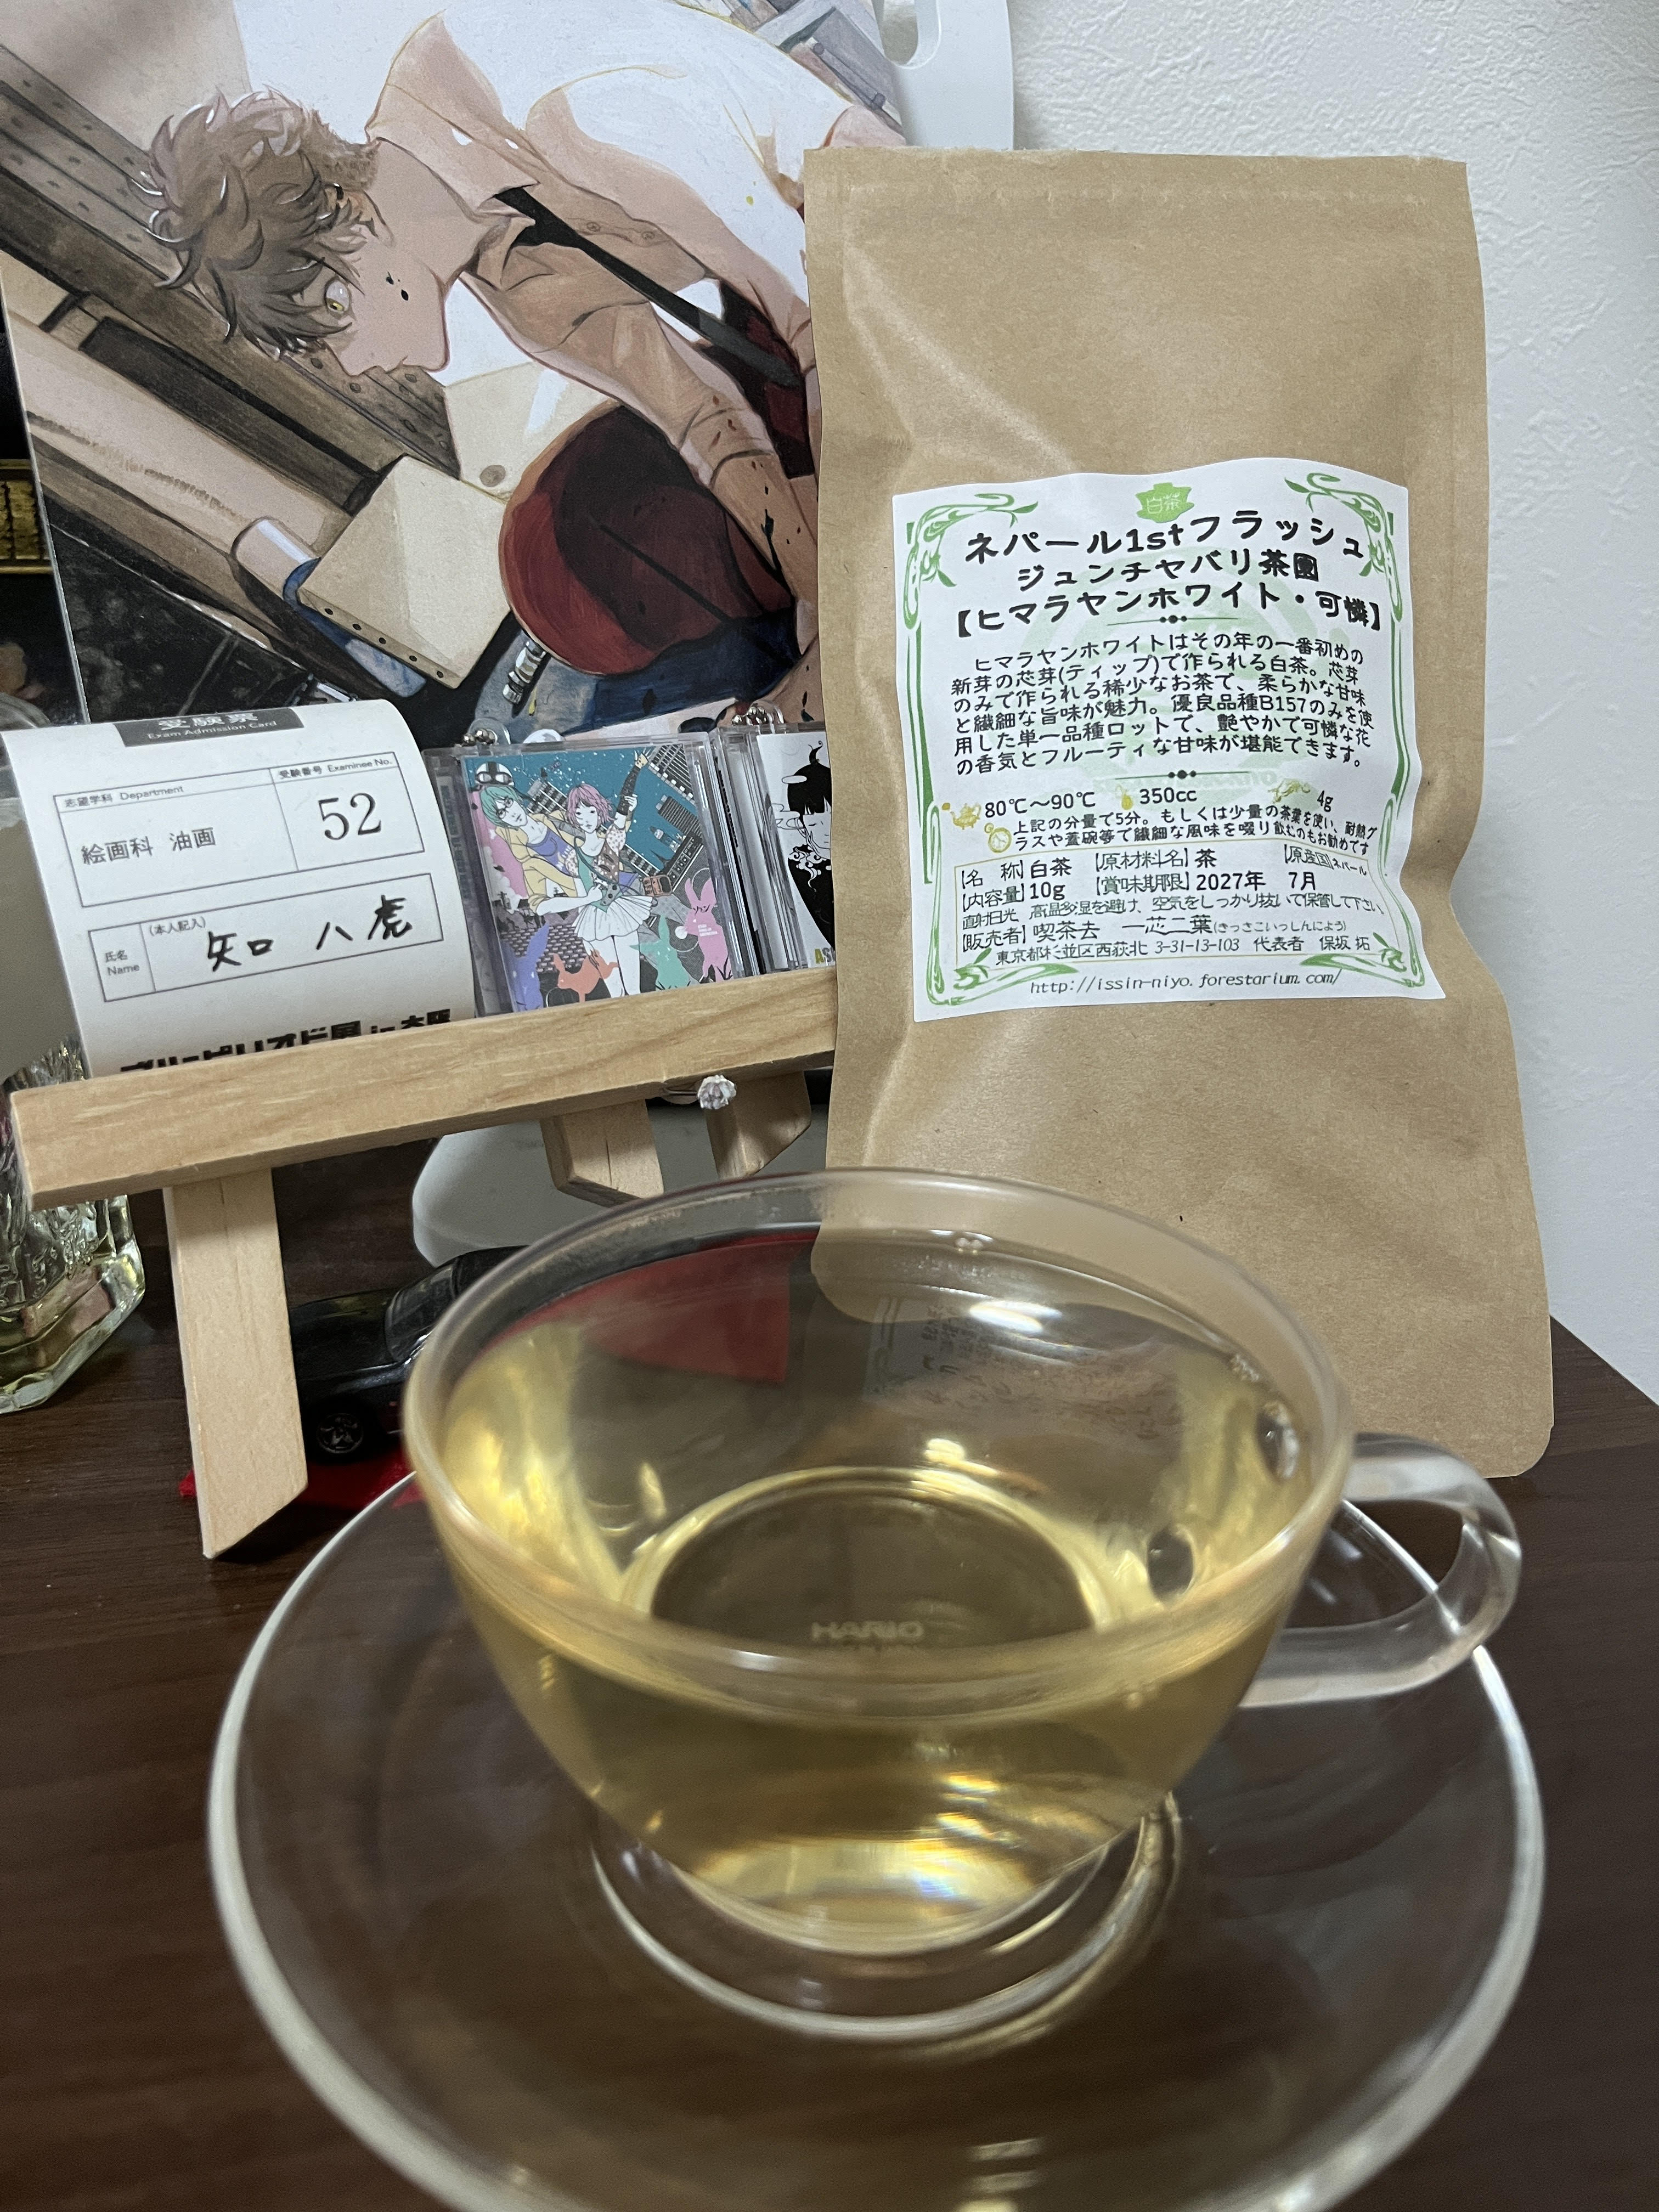 受験票
Exam Admission Card
志望学科 Department
受験番号 Examinee No.
絵画科 油画
52
(本人記入)
氏名
Name
矢口 八虎
白茶
ネパール1stフラッシュ
ジュンチヤバリ茶園
【ヒマラヤンホワイト・可憐】
ヒマラヤンホワイトはその年の一番初めの
新芽の芯芽(ティップ)で作られる白茶。芯芽
のみで作られる稀少なお茶で、柔らかな甘味
と繊細な旨味が魅力。優良品種B157のみを使
用した単一品種ロットで、艶やかで可憐な花
の香気とフルーティな甘味が堪能できます。
80℃～90℃ 350cc 4g
上記の分量で5分。もしくは少量の茶葉を使い、耐熱グ
ラスや蓋碗等で繊細な風味を啜り飲むのもお勧めです
【名 称】白茶 【原材料名】茶 【原産国】ネパール
【内容量】10g 【賞味期限】2027年 7月
直射日光 高温多湿を避け、空気をしっかり抜いて保管して下さい
【販売者】喫茶去 一芯二葉(きっさこいっしんによう)
東京都杉並区西荻北 3-31-13-103 代表者 保坂 拓
http://issin-niyo.forestarium.com/
HARIO